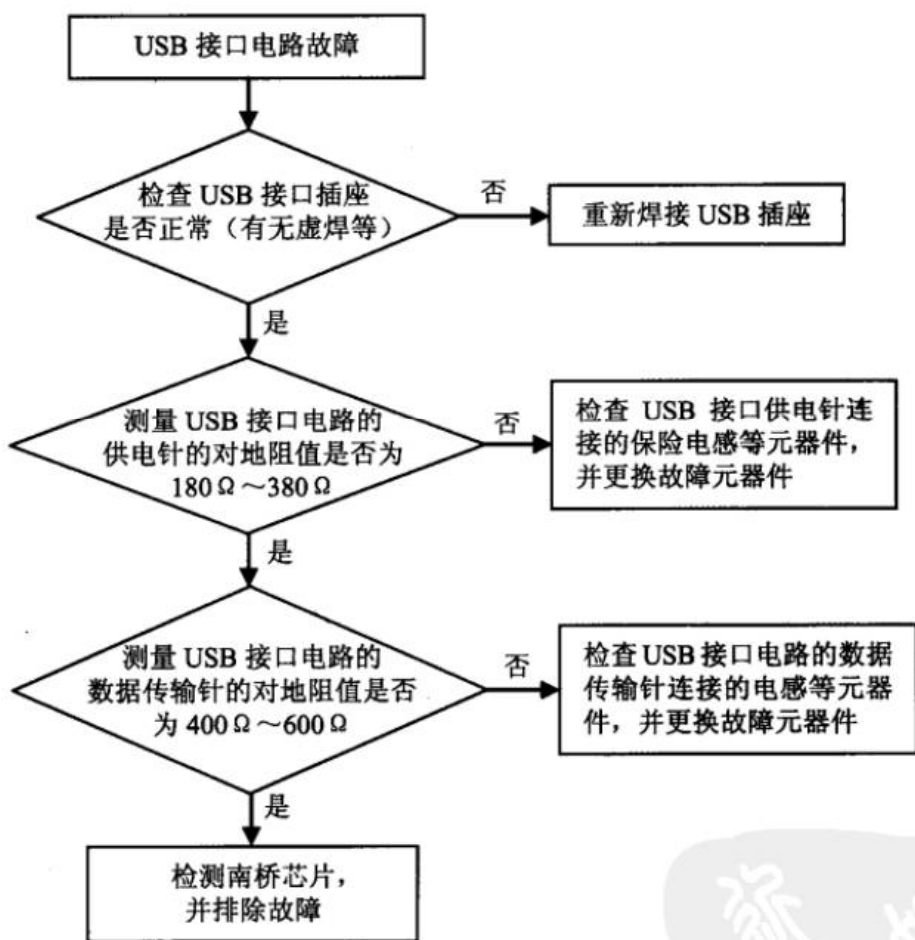 USB 接口电路故障
检查 USB 接口插座
是否正常（有无虚焊等）
否
重新焊接 USB 插座
是
测量 USB 接口电路的
供电针的对地阻值是否为
180Ω～380Ω
否
检查 USB 接口供电针连
接的保险电感等元器件，
并更换故障元器件
是
测量 USB 接口电路的
数据传输针的对地阻值是否
为 400Ω～600Ω
否
检查 USB 接口电路的数据
传输针连接的电感等元器
件，并更换故障元器件
是
检测南桥芯片，
并排除故障